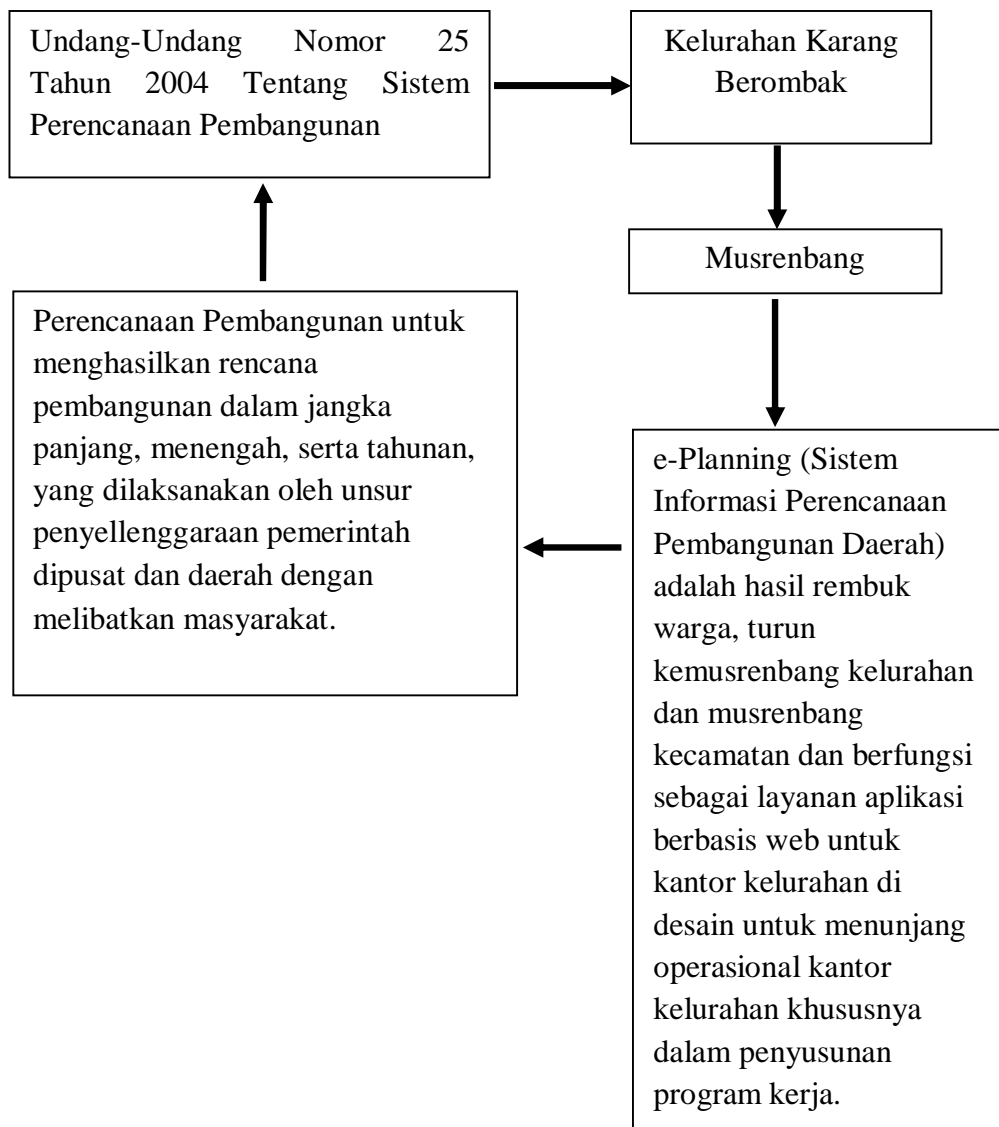 Undang-Undang Nomor 25
Tahun 2004 Tentang Sistem
Perencanaan Pembangunan
Kelurahan Karang
Berombak
Musrenbang
e-Planning (Sistem
Informasi Perencanaan
Pembangunan Daerah)
adalah hasil rembuk
warga, turun
kemusrenbang kelurahan
dan musrenbang
kecamatan dan berfungsi
sebagai layanan aplikasi
berbasis web untuk
kantor kelurahan di
desain untuk menunjang
operasional kantor
kelurahan khususnya
dalam penyusunan
program kerja.
Perencanaan Pembangunan untuk
menghasilkan rencana
pembangunan dalam jangka
panjang, menengah, serta tahunan,
yang dilaksanakan oleh unsur
penyellenggaraan pemerintah
dipusat dan daerah dengan
melibatkan masyarakat.